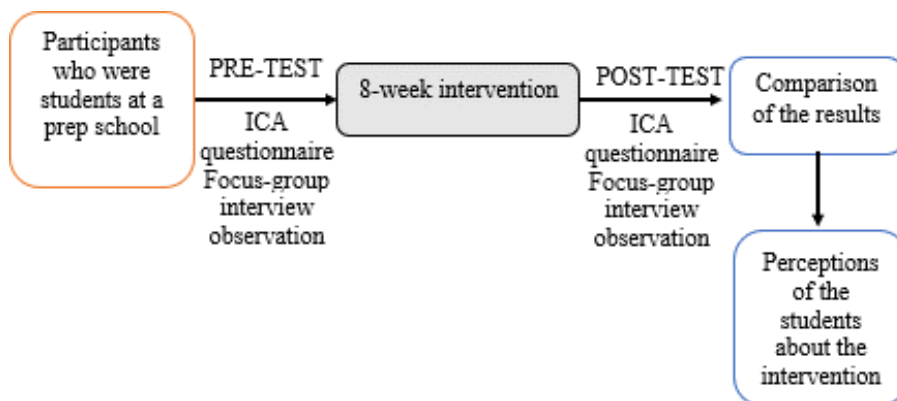 Participants
who were
students at a
prep school
PRE-TEST
ICA
questionnaire
Focus-group
interview
observation
8-week intervention
POST-TEST
ICA
questionnaire
Focus-group
interview
observation
Comparison
of the results
Perceptions
of the
students
about the
intervention